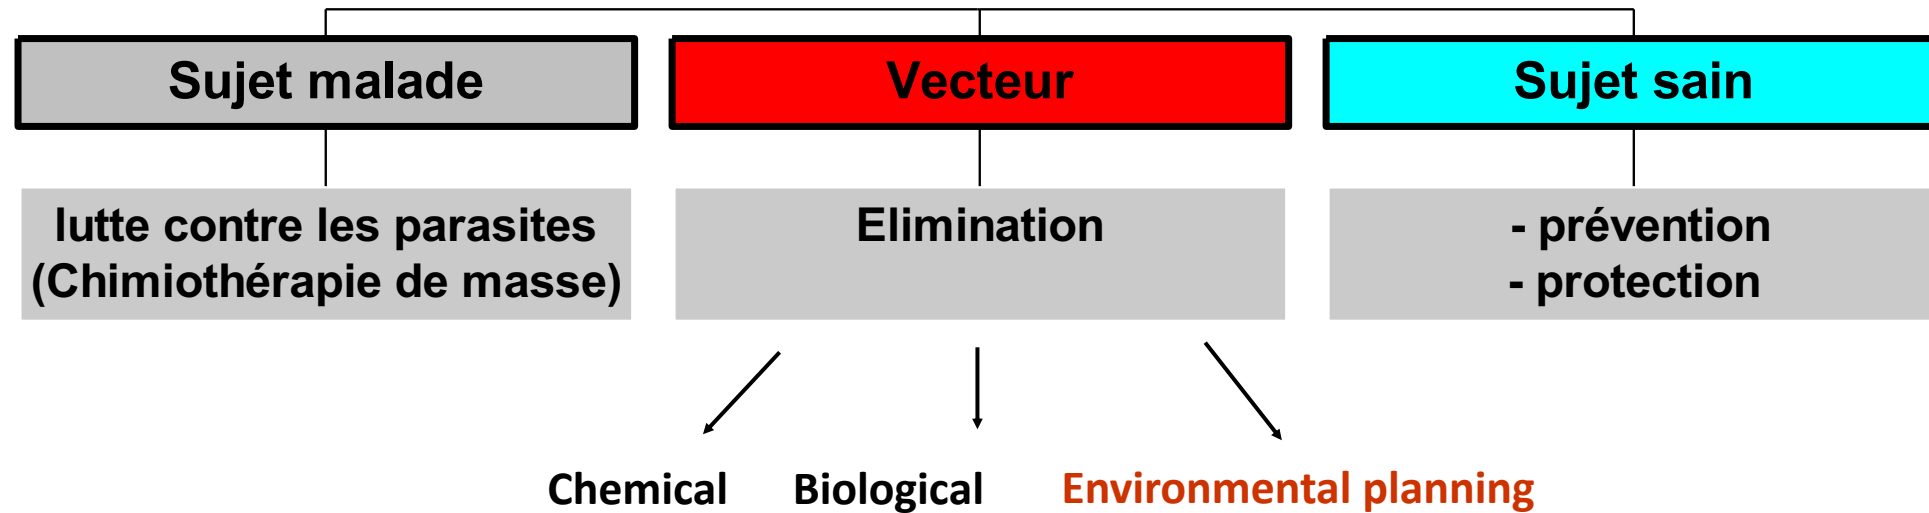 Sujet malade
Vecteur
Sujet sain
lutte contre les parasites
(Chimiothérapie de masse)
Elimination
- prévention
- protection
Chemical
Biological
Environmental planning